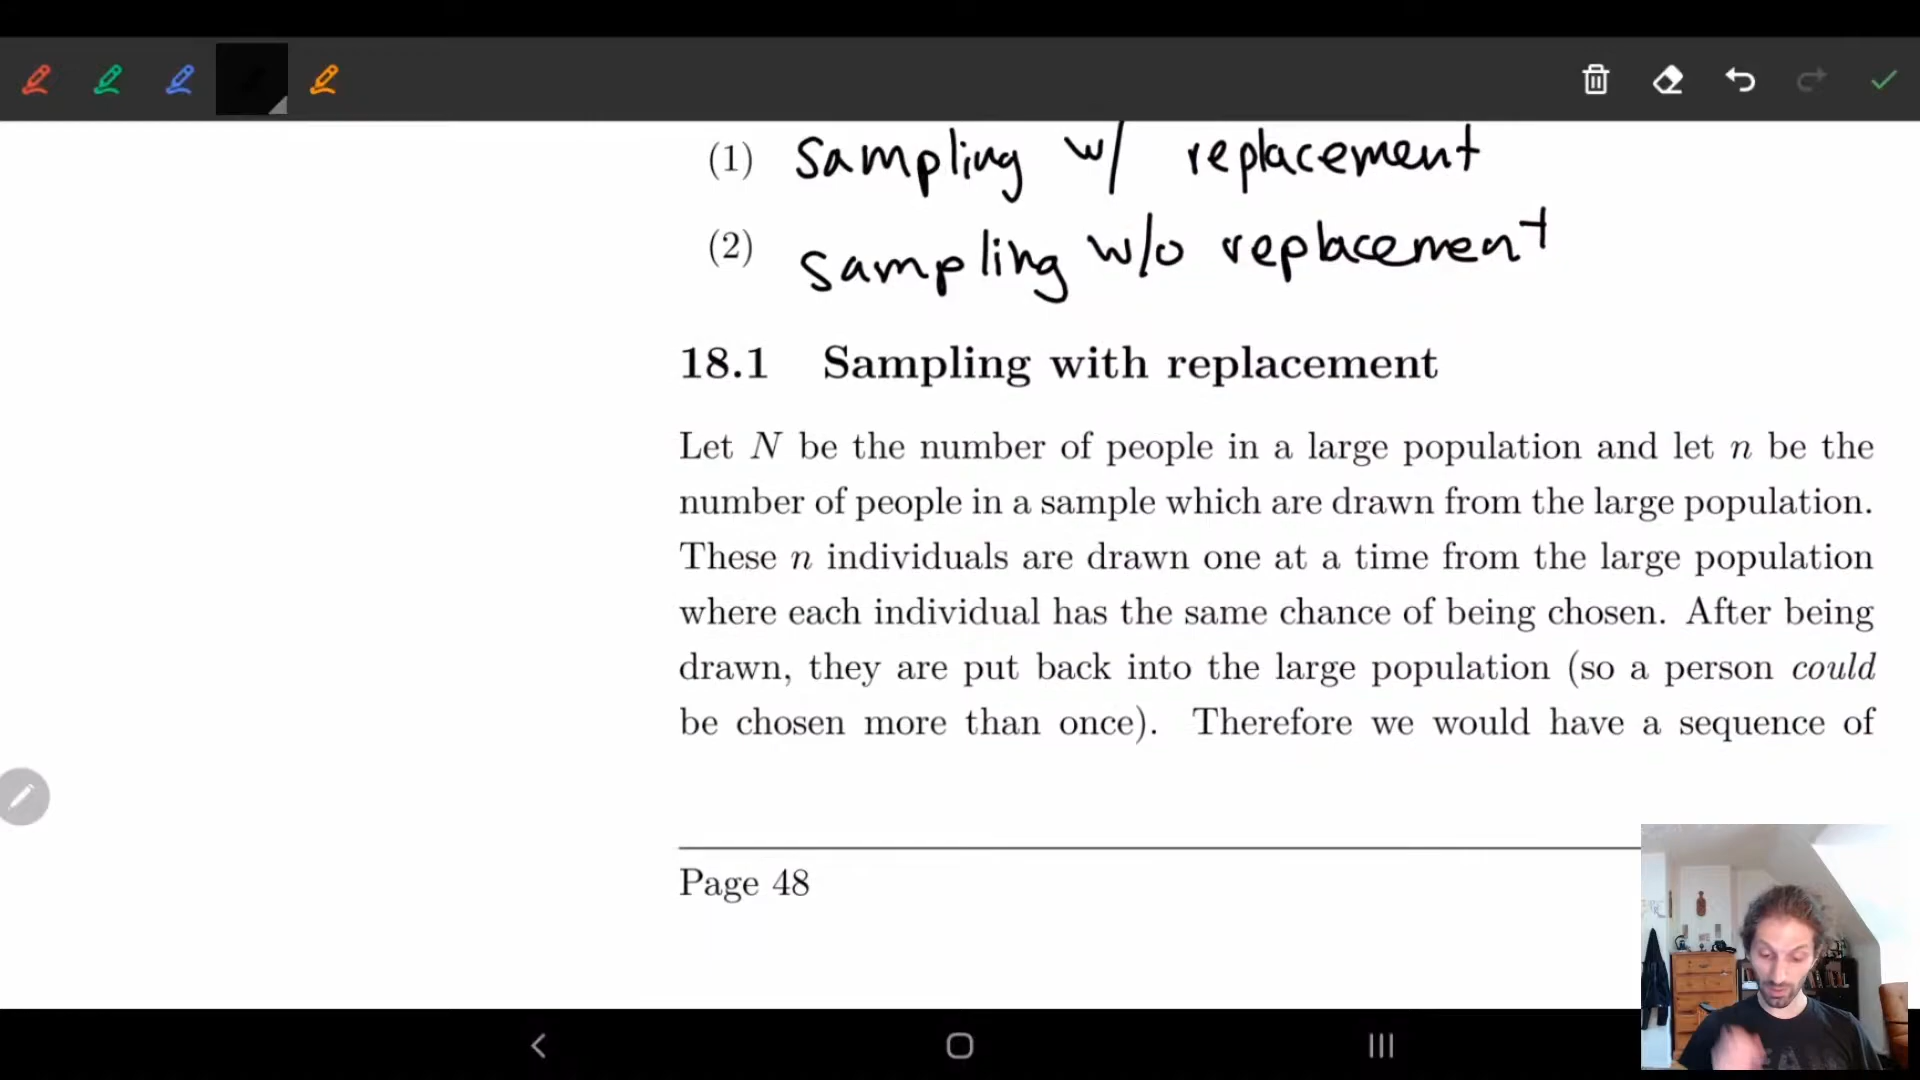 (1) sampling w/ replacement
(2) sampling w/o replacement
18.1 Sampling with replacement
Let N be the number of people in a large population and let n be the
number of people in a sample which are drawn from the large population.
These n individuals are drawn one at a time from the large population
where each individual has the same chance of being chosen. After being
drawn, they are put back into the large population (so a person could
be chosen more than once). Therefore we would have a sequence of
Page 48